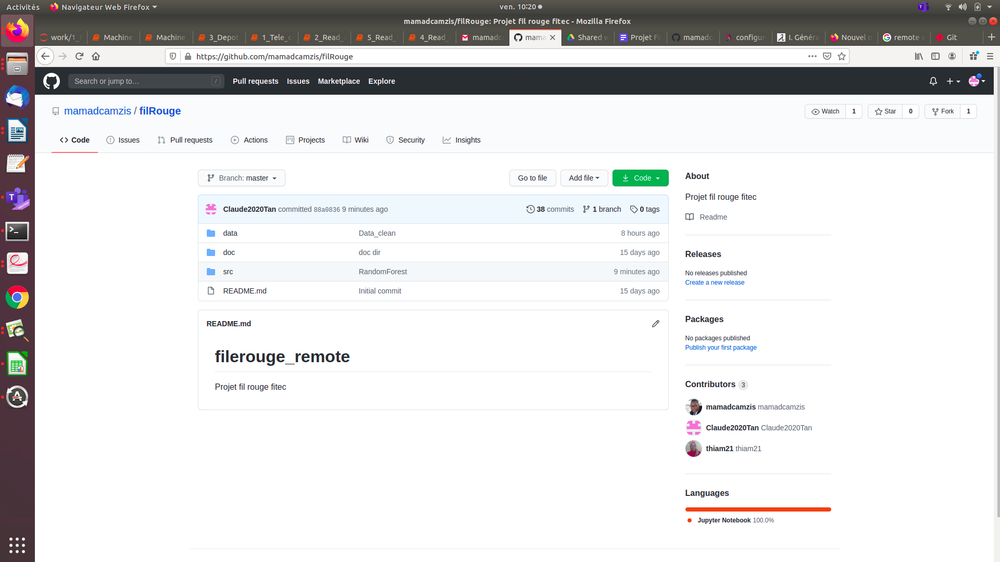 Activités Navigateur Web Firefox ven. 10:20
mamadcamzis/filRouge: Projet fil rouge fitec - Mozilla Firefox
work/1_ Machine Machine 3_Depot 1_Tele_c 2_Read_ 5_Read_ 4_Read_ mamadc mama Shared w Projet Fi mamadc configur I. Généra Nouvel o remote v Git
https://github.com/mamadcamzis/filRouge
Search or jump to… / Pull requests Issues Marketplace Explore
mamadcamzis / filRouge Watch 1 Star 0 Fork 1
Code Issues Pull requests Actions Projects Wiki Security Insights
Branch: master Go to file Add file Code
Claude2020Tan committed 88a0836 9 minutes ago 38 commits 1 branch 0 tags
data Data_clean 8 hours ago
doc doc dir 15 days ago
src RandomForest 9 minutes ago
README.md Initial commit 15 days ago
README.md
filerouge_remote
Projet fil rouge fitec
About
Projet fil rouge fitec
Readme
Releases
No releases published
Create a new release
Packages
No packages published
Publish your first package
Contributors 3
mamadcamzis mamadcamzis
Claude2020Tan Claude2020Tan
thiam21 thiam21
Languages
Jupyter Notebook 100.0%